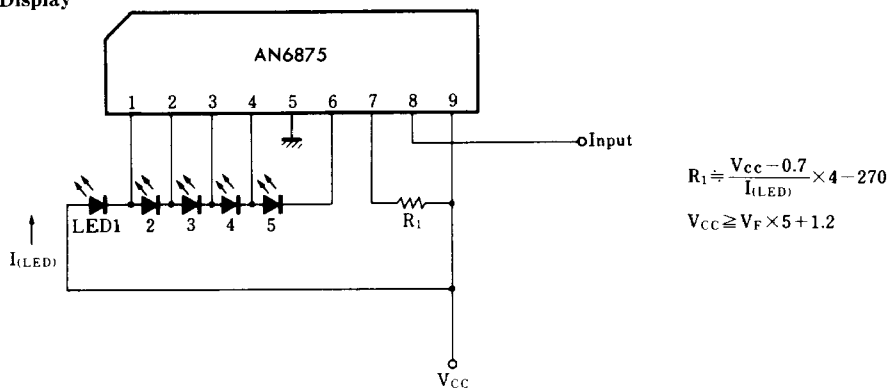 Display
AN6875
1 2 3 4 5 6 7 8 9
Input
LED1 2 3 4 5
R₁
I(LED)
VCC
R₁≒VCC−0.7/I(LED)×4−270
VCC≧VF×5+1.2